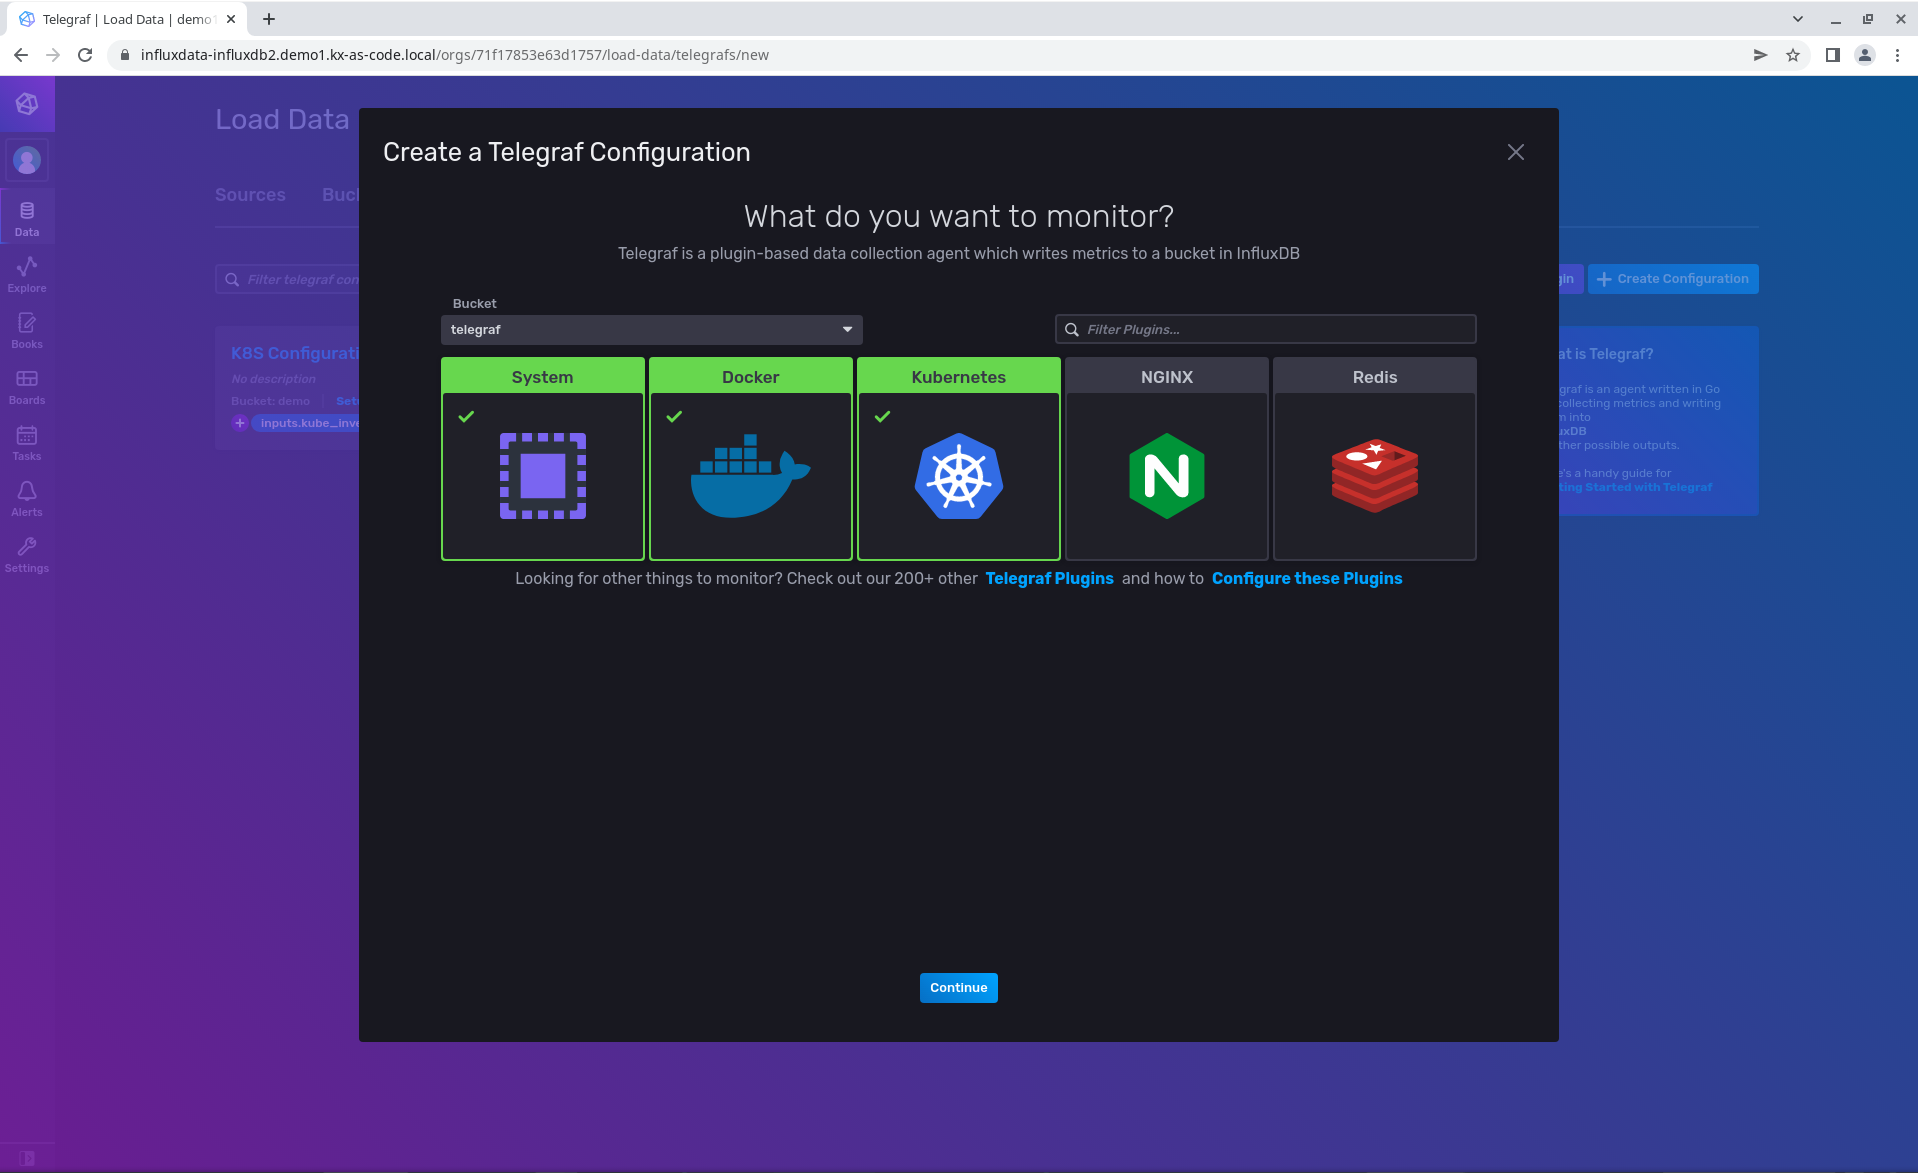 Telegraf | Load Data | demo1
influxdata-influxdb2.demo1.kx-as-code.local/orgs/71f17853e63d1757/load-data/telegrafs/new
Load Data
Create a Telegraf Configuration
Sources
What do you want to monitor?
Data
Telegraf is a plugin-based data collection agent which writes metrics to a bucket in InfluxDB
Explore
Filter telegraf con
Create Configuration
Bucket
telegraf
Filter Plugins...
Books
K8S Configurati
at is Telegraf?
System
Docker
Kubernetes
NGINX
Redis
No description
graf is an agent written in Go
Boards
Bucket: demo
ollecting metrics and writing
m into
inputs.kube_inve
uxDB
ther possible outputs.
Tasks
e's a handy guide for
ting Started with Telegraf
Alerts
Settings
Looking for other things to monitor? Check out our 200+ other Telegraf Plugins and how to Configure these Plugins
Continue